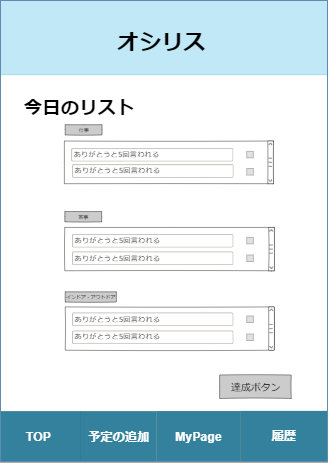 オシリス
今日のリスト
仕事
ありがとうと5回言われる
ありがとうと5回言われる
家事
ありがとうと5回言われる
ありがとうと5回言われる
インドア・アウトドア
ありがとうと5回言われる
ありがとうと5回言われる
達成ボタン
TOP 予定の追加 MyPage 履歴